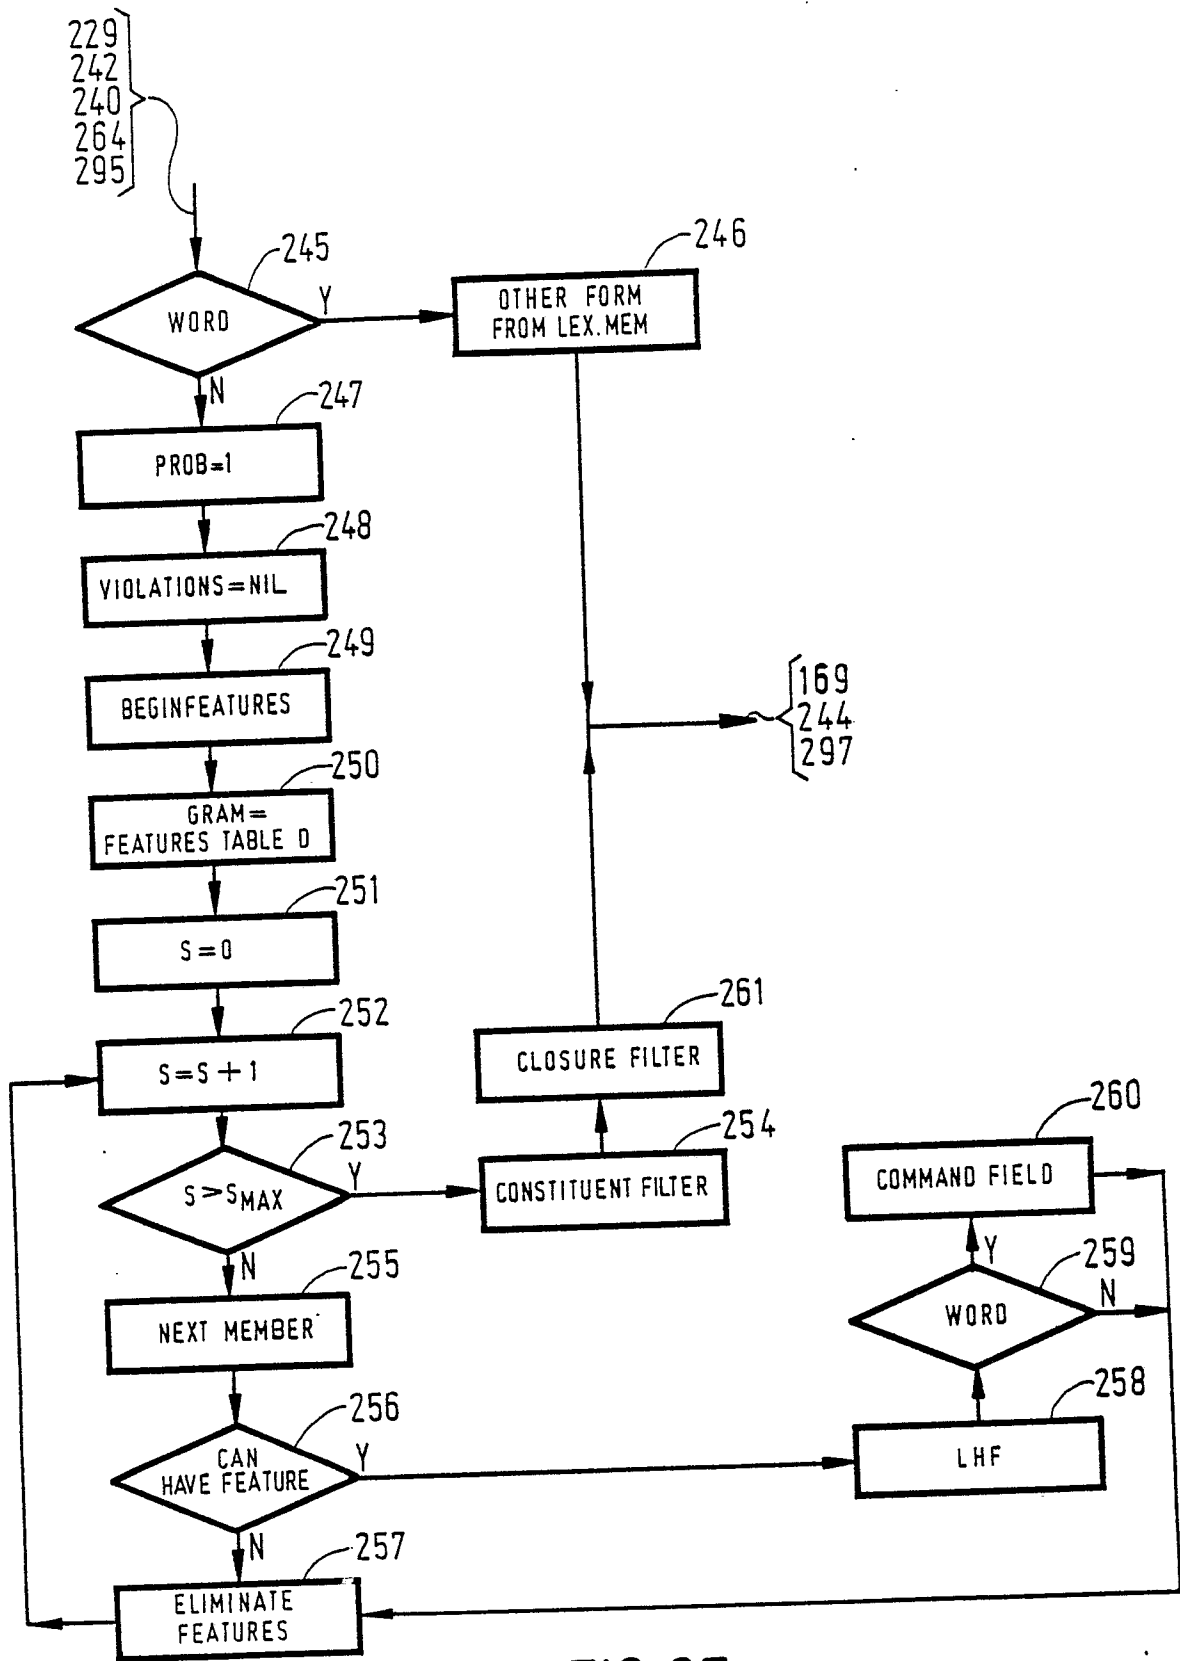 229
242
240
264
295
245
WORD
Y
N
246
OTHER FORM
FROM LEX.MEM
247
PROB=1
248
VIOLATIONS=NIL
249
BEGINFEATURES
250
GRAM=
FEATURES TABLE D
251
S=0
169
244
297
252
S=S+1
261
CLOSURE FILTER
253
S>SMAX
Y
N
254
CONSTITUENT FILTER
260
COMMAND FIELD
255
NEXT MEMBER
259
WORD
Y
N
256
CAN
HAVE FEATURE
Y
N
258
LHF
257
ELIMINATE
FEATURES